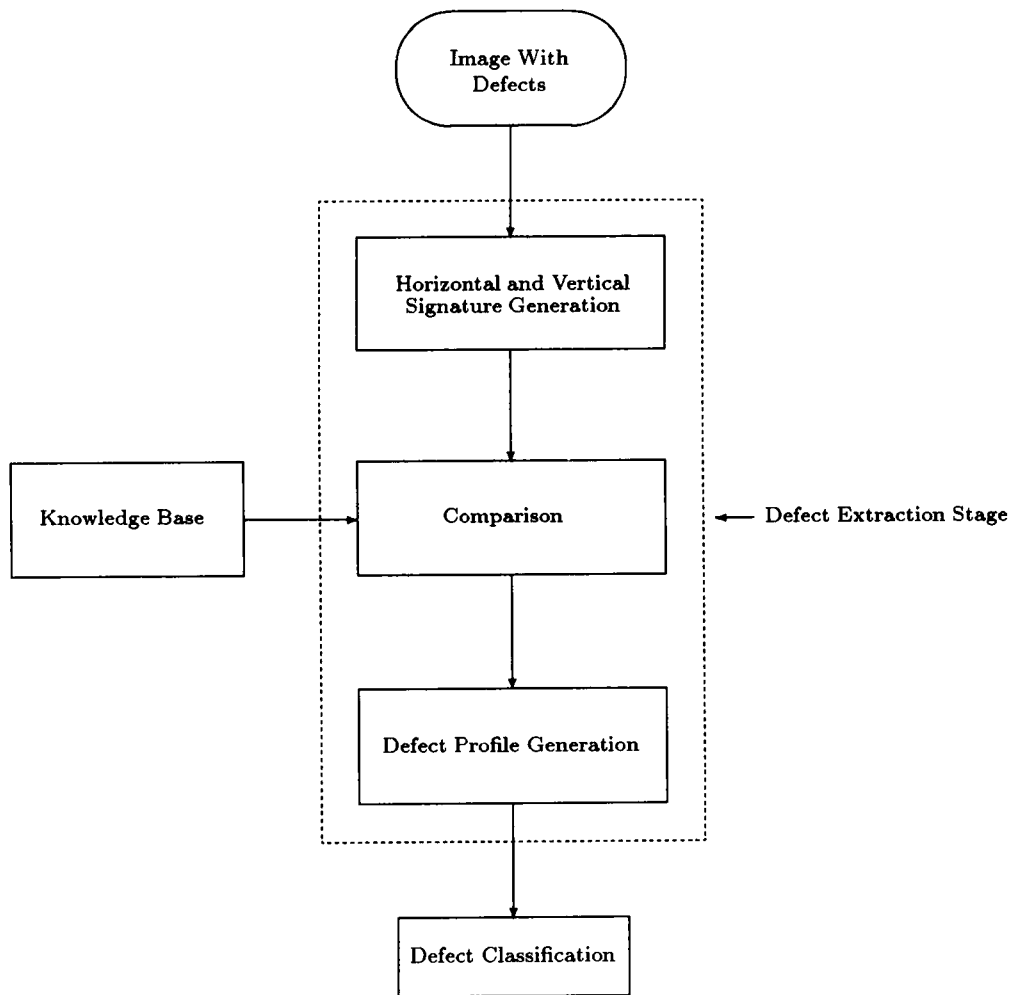 Image With
Defects
Horizontal and Vertical
Signature Generation
Knowledge Base
Comparison
Defect Extraction Stage
Defect Profile Generation
Defect Classification